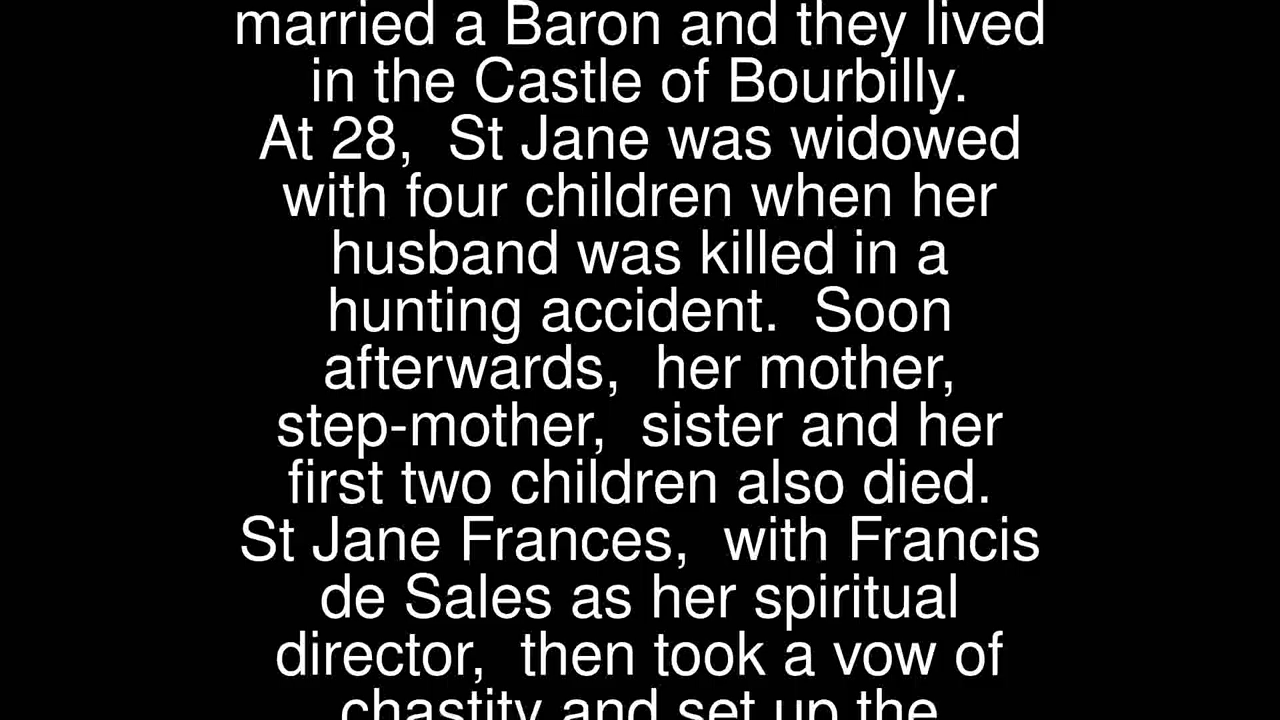 married a Baron and they lived
in the Castle of Bourbilly.
At 28,  St Jane was widowed
with four children when her
husband was killed in a
hunting accident.  Soon
afterwards,  her mother,
step-mother,  sister and her
first two children also died.
St Jane Frances,  with Francis
de Sales as her spiritual
director,  then took a vow of
chastity and set up the